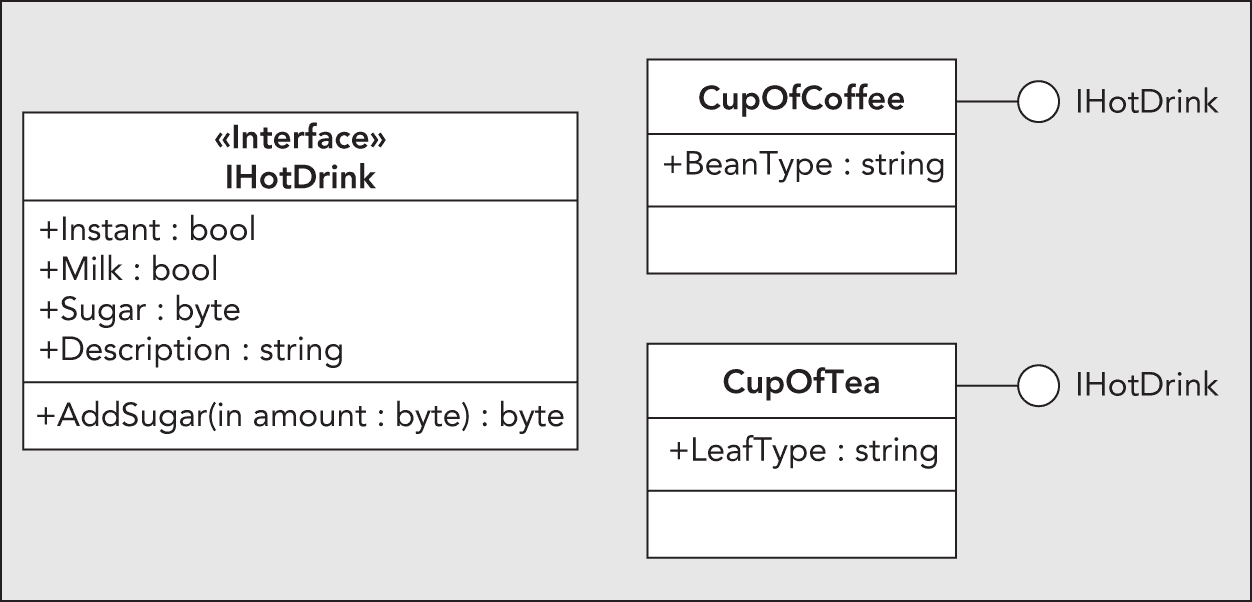 «Interface»
IHotDrink
+Instant : bool
+Milk : bool
+Sugar : byte
+Description : string
+AddSugar(in amount : byte) : byte
CupOfCoffee
IHotDrink
+BeanType : string
CupOfTea
IHotDrink
+LeafType : string